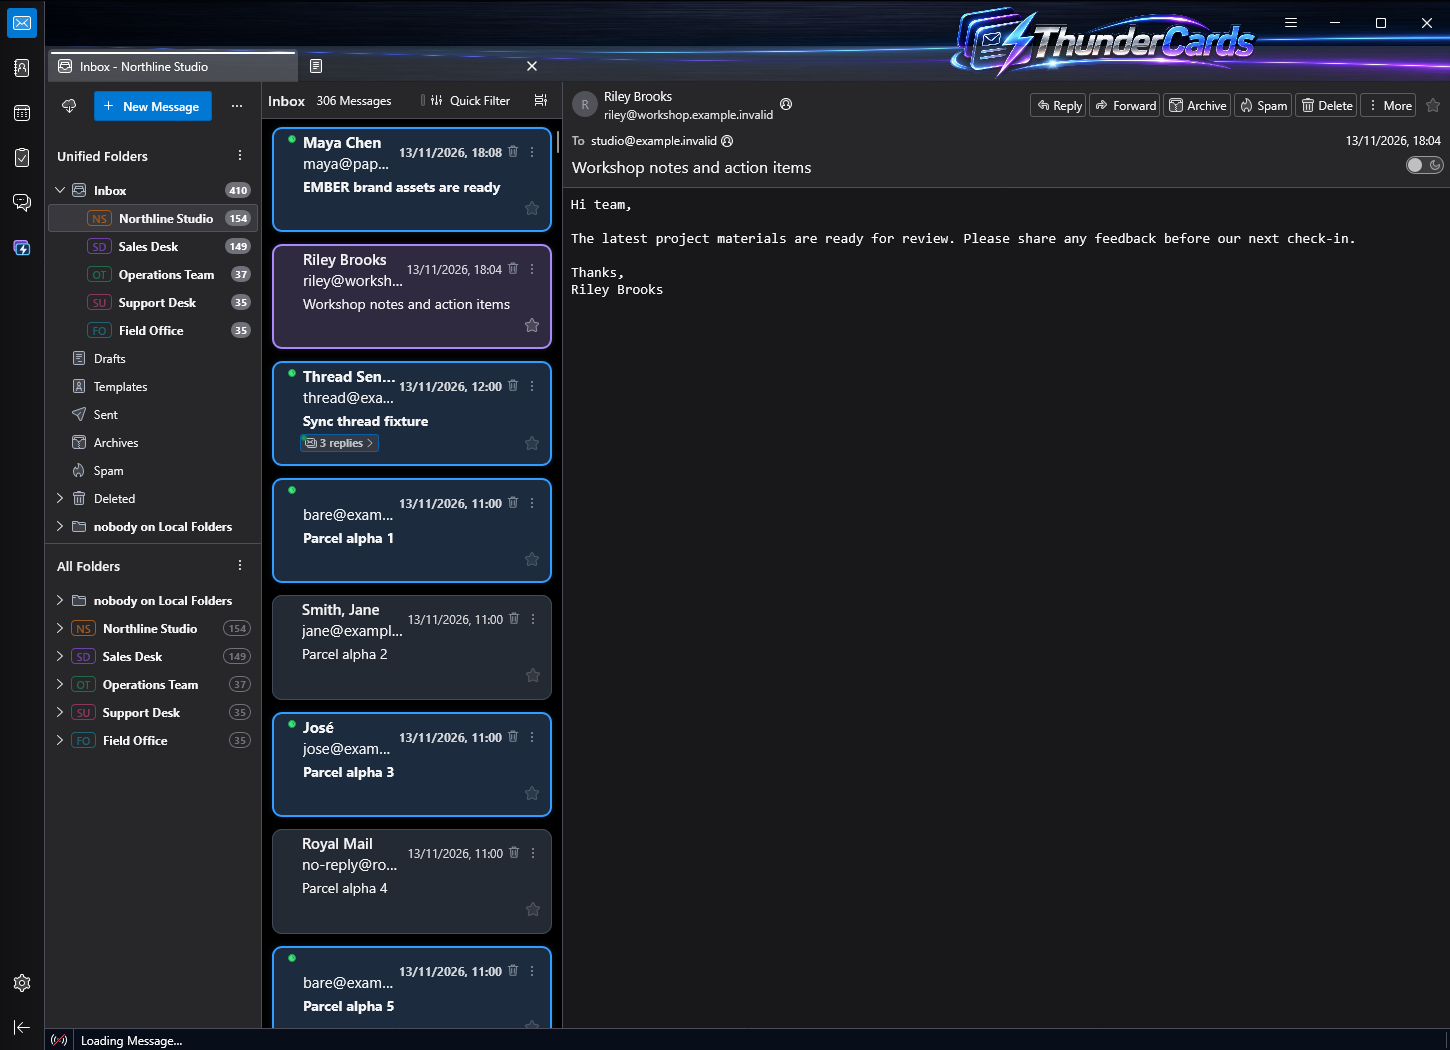 ThunderCards
Inbox - Northline Studio
New Message
Unified Folders
Inbox 410
NS Northline Studio 154
SD Sales Desk 149
OT Operations Team 37
SU Support Desk 35
FO Field Office 35
Drafts
Templates
Sent
Archives
Spam
Deleted
nobody on Local Folders
All Folders
nobody on Local Folders
NS Northline Studio 154
SD Sales Desk 149
OT Operations Team 37
SU Support Desk 35
FO Field Office 35
Inbox 306 Messages Quick Filter
Maya Chen 13/11/2026, 18:08
maya@pap...
EMBER brand assets are ready
Riley Brooks 13/11/2026, 18:04
riley@worksh...
Workshop notes and action items
Thread Sen... 13/11/2026, 12:00
thread@exa...
Sync thread fixture
3 replies
13/11/2026, 11:00
bare@exam...
Parcel alpha 1
Smith, Jane 13/11/2026, 11:00
jane@exampl...
Parcel alpha 2
José 13/11/2026, 11:00
jose@exam...
Parcel alpha 3
Royal Mail 13/11/2026, 11:00
no-reply@ro...
Parcel alpha 4
13/11/2026, 11:00
bare@exam...
Parcel alpha 5
R Riley Brooks
riley@workshop.example.invalid
Reply Forward Archive Spam Delete More
To studio@example.invalid 13/11/2026, 18:04
Workshop notes and action items
Hi team,
The latest project materials are ready for review. Please share any feedback before our next check-in.
Thanks,
Riley Brooks
Loading Message...